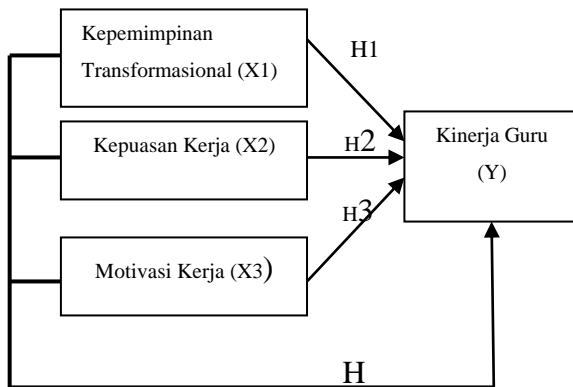 Kepemimpinan
Transformasional (X1)
H1
Kepuasan Kerja (X2)
H2
Kinerja Guru
(Y)
H3
Motivasi Kerja (X3)
H